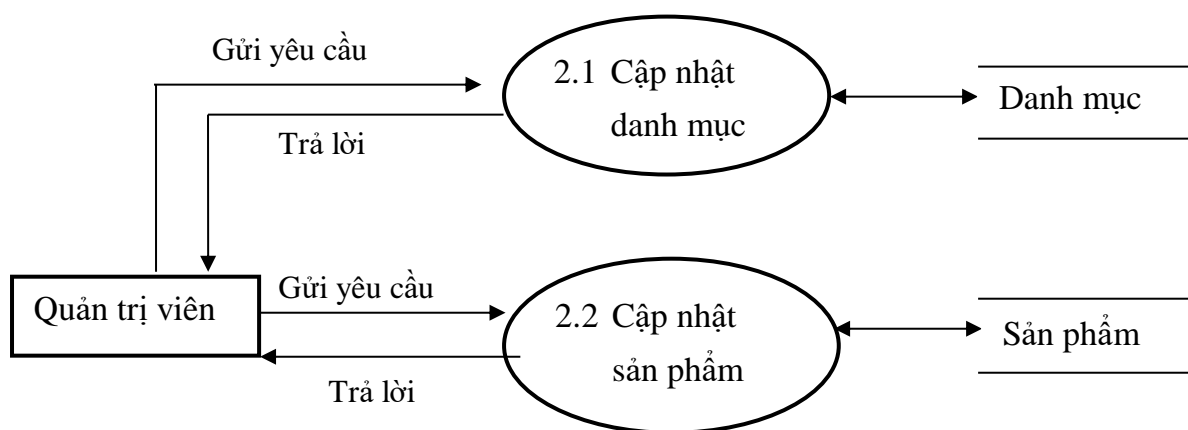 Gửi yêu cầu
2.1 Cập nhật
danh mục
Danh mục
Trả lời
Quản trị viên
Gửi yêu cầu
2.2 Cập nhật
sản phẩm
Sản phẩm
Trả lời